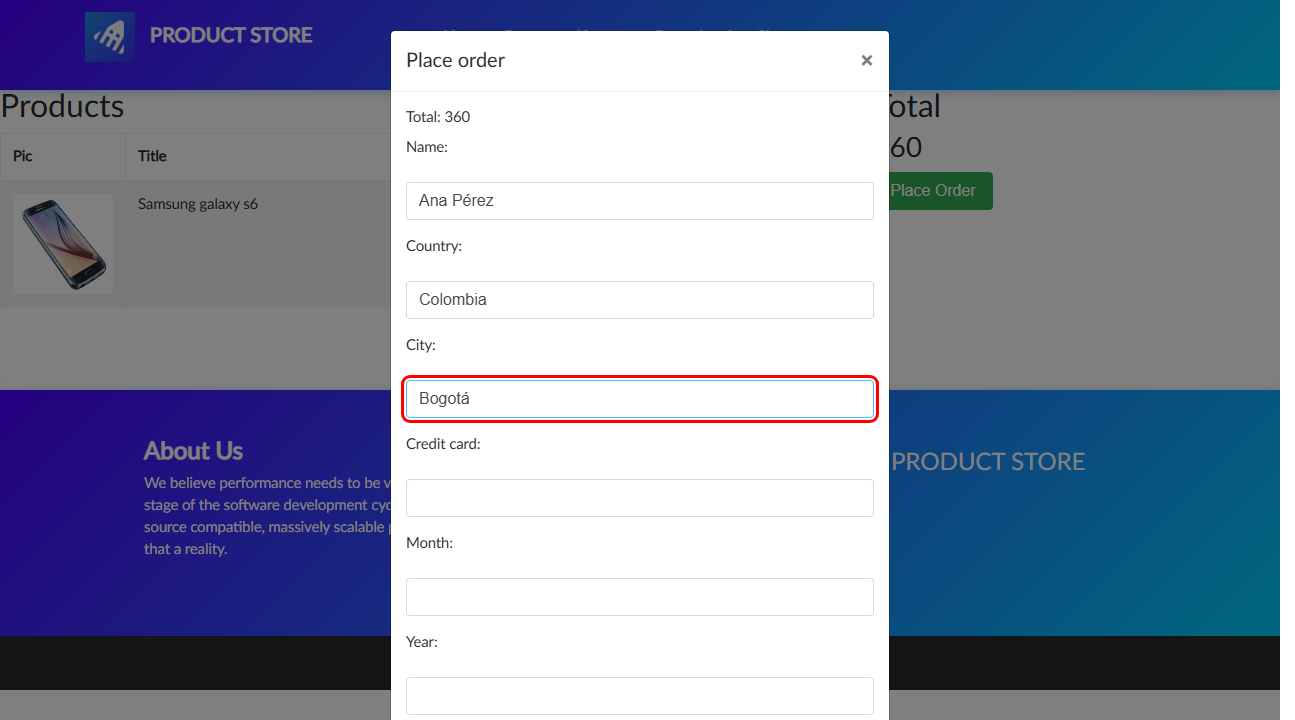 PRODUCT STORE
Place order
×
Total: 360
Name:
Ana Pérez
Country:
Colombia
City:
Bogotá
Credit card:
Month:
Year:
Products
Pic Title
Samsung galaxy s6
otal
60
Place Order
About Us
We believe performance needs to be v
stage of the software development cyc
source compatible, massively scalable
that a reality.
PRODUCT STORE